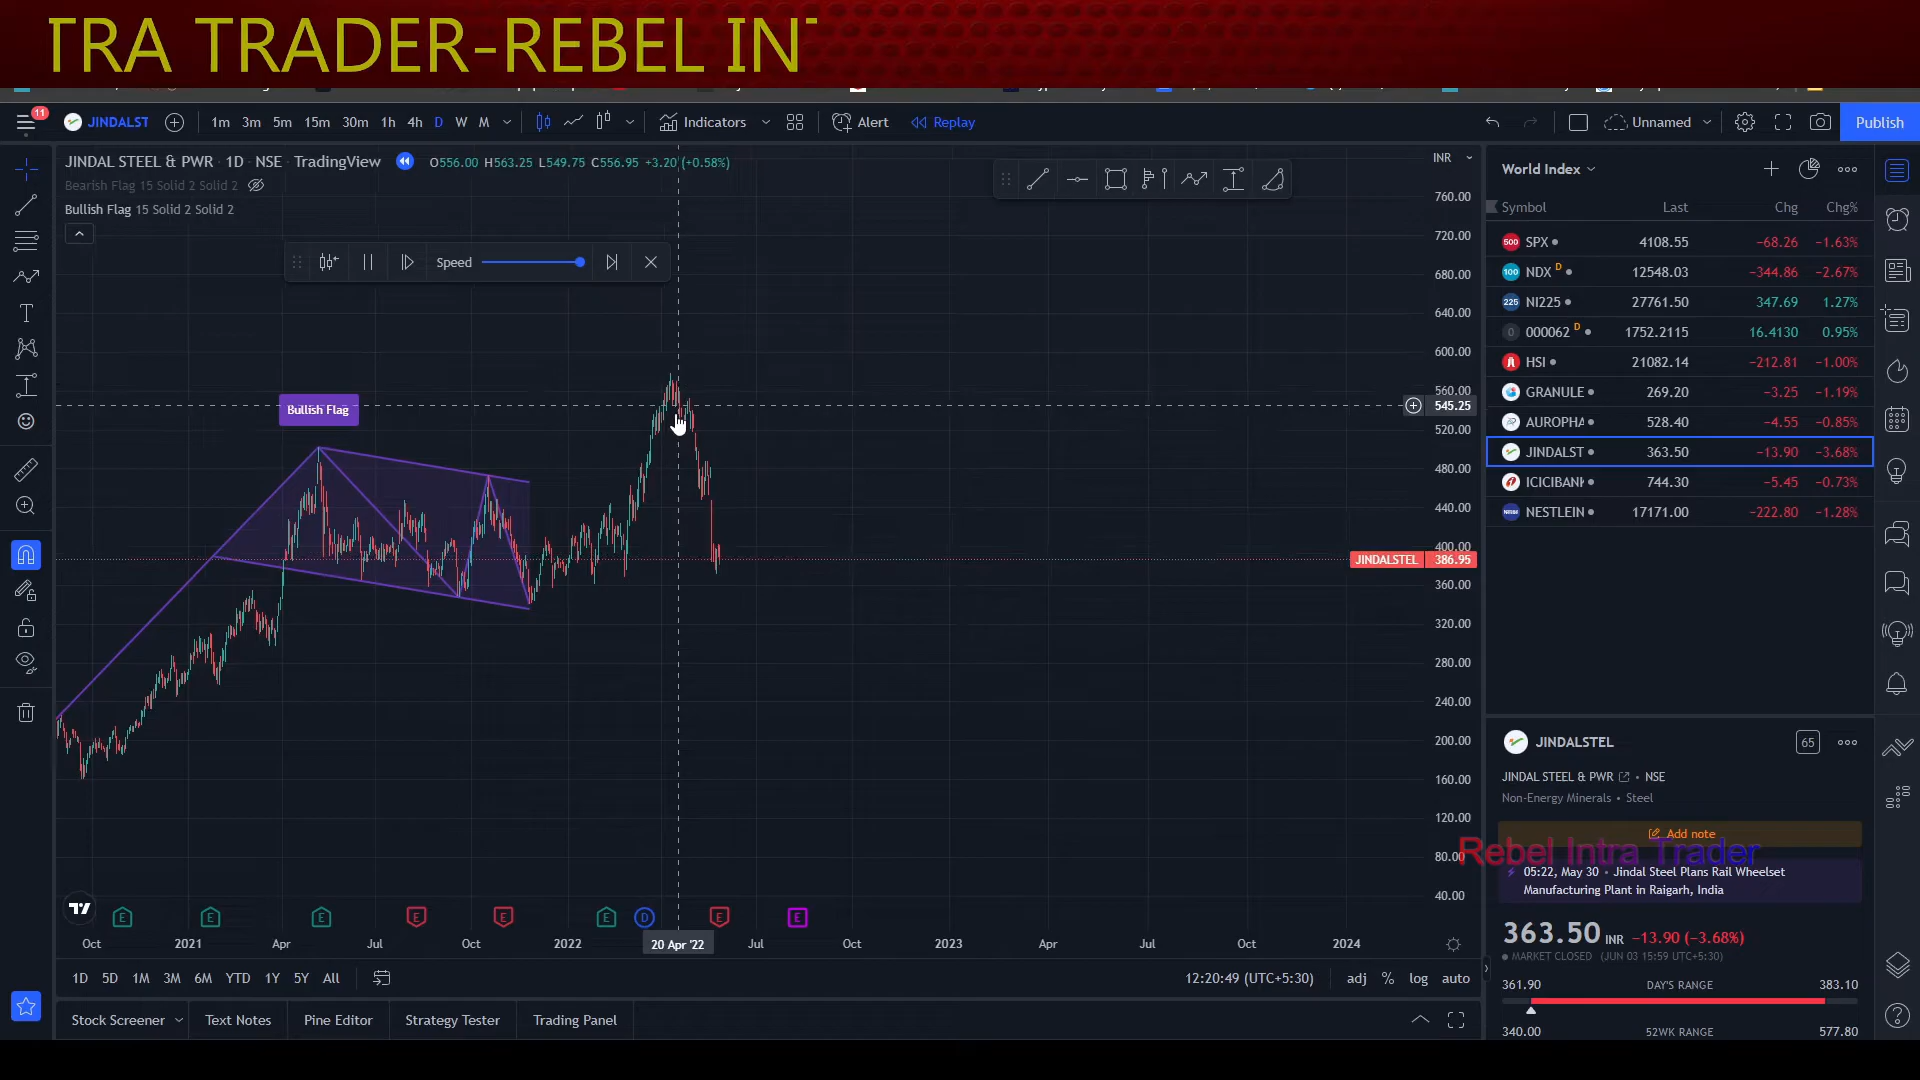 TRA TRADER-REBEL IN
11
JINDALST
1m 3m 5m 15m 30m 1h 4h D W M
Indicators
Alert
Replay
Unnamed
Publish
JINDAL STEEL & PWR · 1D · NSE · TradingView
O556.00 H563.25 L549.75 C556.95 +3.20 (+0.58%)
Bearish Flag 15 Solid 2 Solid 2
Bullish Flag 15 Solid 2 Solid 2
Speed
Bullish Flag
INR
760.00
720.00
680.00
640.00
600.00
560.00
545.25
520.00
480.00
440.00
400.00
JINDALSTEL 386.95
360.00
320.00
280.00
240.00
200.00
160.00
120.00
80.00
40.00
E E E E E E D E E
Oct 2021 Apr Jul Oct 2022 20 Apr '22 Jul Oct 2023 Apr Jul Oct 2024
1D 5D 1M 3M 6M YTD 1Y 5Y All
12:20:49 (UTC+5:30) adj % log auto
Stock Screener Text Notes Pine Editor Strategy Tester Trading Panel
World Index
Symbol Last Chg Chg%
500 SPX 4108.55 −68.26 −1.63%
100 NDX D 12548.03 −344.86 −2.67%
225 NI225 27761.50 347.69 1.27%
0 000062 D 1752.2115 16.4130 0.95%
HSI 21082.14 −212.81 −1.00%
GRANULE 269.20 −3.25 −1.19%
AUROPHA 528.40 −4.55 −0.85%
JINDALST 363.50 −13.90 −3.68%
ICICIBANK 744.30 −5.45 −0.73%
NESTLEIN 17171.00 −222.80 −1.28%
JINDALSTEL
65
JINDAL STEEL & PWR • NSE
Non-Energy Minerals • Steel
Add note
Rebel Intra Trader
05:22, May 30 • Jindal Steel Plans Rail Wheelset
Manufacturing Plant in Raigarh, India
363.50 INR −13.90 (−3.68%)
MARKET CLOSED (JUN 03 15:59 UTC+5:30)
361.90 DAY'S RANGE 383.10
340.00 52WK RANGE 577.80